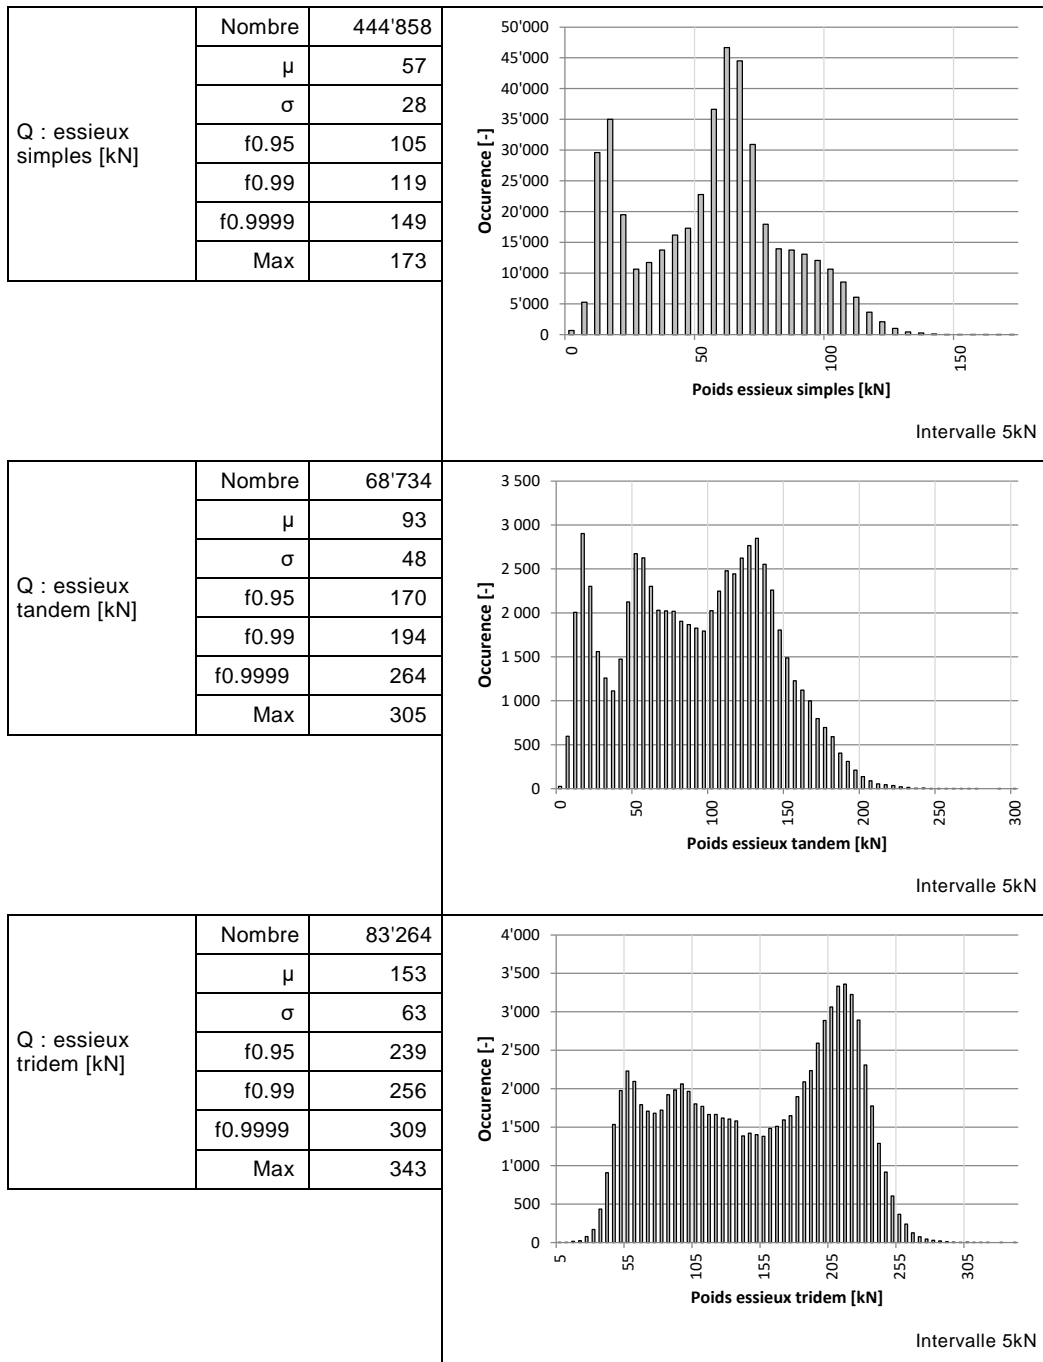 Q : essieux
simples [kN]
Nombre 444'858
µ 57
σ 28
f0.95 105
f0.99 119
f0.9999 149
Max 173
50'000
45'000
40'000
35'000
30'000
25'000
20'000
15'000
10'000
5'000
0
Occurence [-]
0 50 100 150
Poids essieux simples [kN]
Intervalle 5kN
Q : essieux
tandem [kN]
Nombre 68'734
µ 93
σ 48
f0.95 170
f0.99 194
f0.9999 264
Max 305
3 500
3 000
2 500
2 000
1 500
1 000
500
0
Occurence [-]
0 50 100 150 200 250 300
Poids essieux tandem [kN]
Intervalle 5kN
Q : essieux
tridem [kN]
Nombre 83'264
µ 153
σ 63
f0.95 239
f0.99 256
f0.9999 309
Max 343
4'000
3'500
3'000
2'500
2'000
1'500
1'000
500
0
Occurence [-]
5 55 105 155 205 255 305
Poids essieux tridem [kN]
Intervalle 5kN